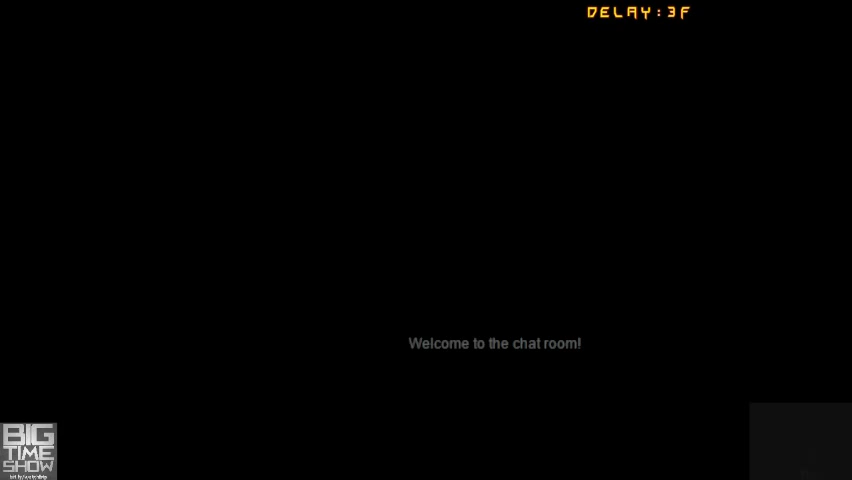 DELAY:3F
Welcome to the chat room!
BIG
TIME
SHOW